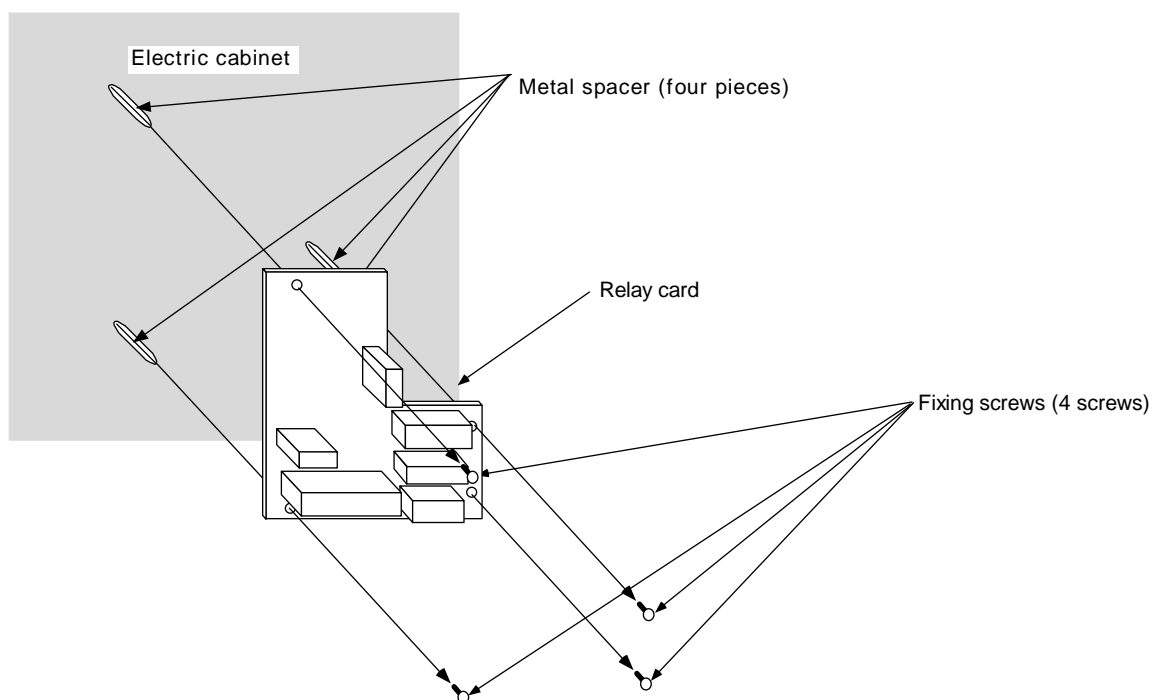 Electric cabinet
Metal spacer (four pieces)
Relay card
Fixing screws (4 screws)